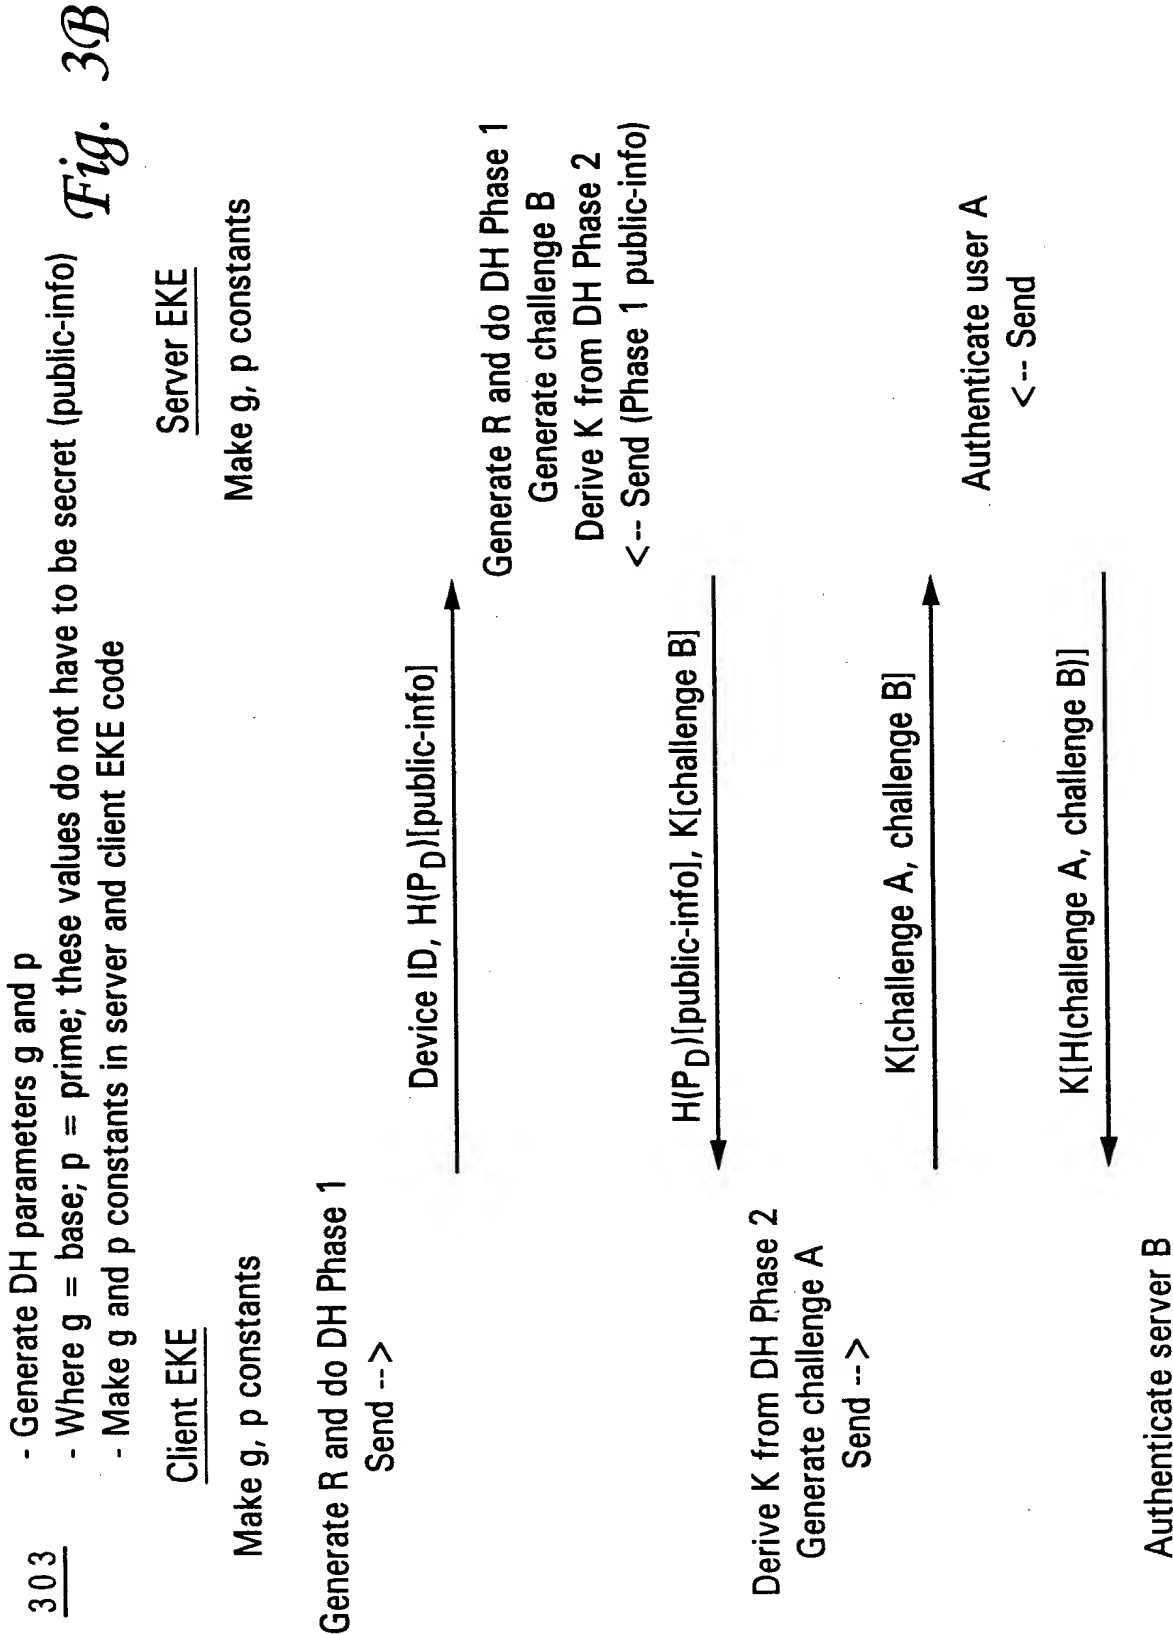 303
- Generate DH parameters g and p
- Where g = base; p = prime; these values do not have to be secret (public-info)
- Make g and p constants in server and client EKE code
Fig. 3B
Client EKE
Server EKE
Make g, p constants
Make g, p constants
Generate R and do DH Phase 1
Send -->
Device ID, H(PD)[public-info]
Generate R and do DH Phase 1
Generate challenge B
Derive K from DH Phase 2
<-- Send (Phase 1 public-info)
H(PD)[public-info], K[challenge B]
Derive K from DH Phase 2
Generate challenge A
Send -->
K[challenge A, challenge B]
Authenticate user A
<-- Send
K[H(challenge A, challenge B)]
Authenticate server B